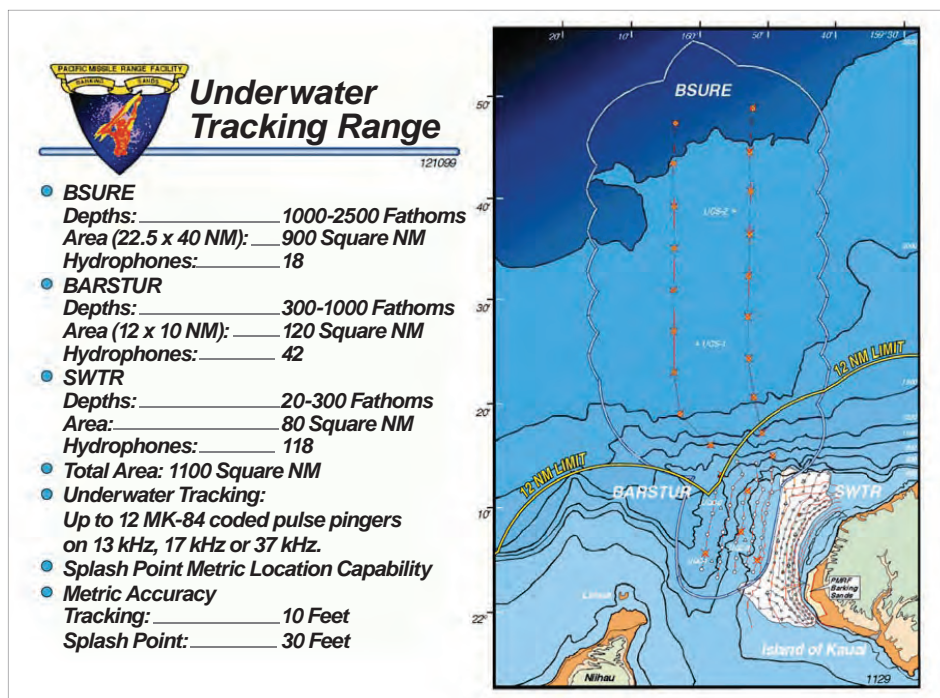 PACIFIC MISSILE RANGE FACILITY
BARKING SANDS
Underwater
Tracking Range
121099
BSURE
Depths: 1000-2500 Fathoms
Area (22.5 x 40 NM): 900 Square NM
Hydrophones: 18
BARSTUR
Depths: 300-1000 Fathoms
Area (12 x 10 NM): 120 Square NM
Hydrophones: 42
SWTR
Depths: 20-300 Fathoms
Area: 80 Square NM
Hydrophones: 118
Total Area: 1100 Square NM
Underwater Tracking:
Up to 12 MK-84 coded pulse pingers
on 13 kHz, 17 kHz or 37 kHz.
Splash Point Metric Location Capability
Metric Accuracy
Tracking: 10 Feet
Splash Point: 30 Feet
20' 10' 160° 50' 40' 159° 30'
BSURE
50'
40'
UCS-2
30'
UCS-1
12 NM LIMIT
20'
12 NM LIMIT
BARSTUR
SWTR
10'
PMRF
Barking
Sands
22°
Island of Kauai
Niihau
1129